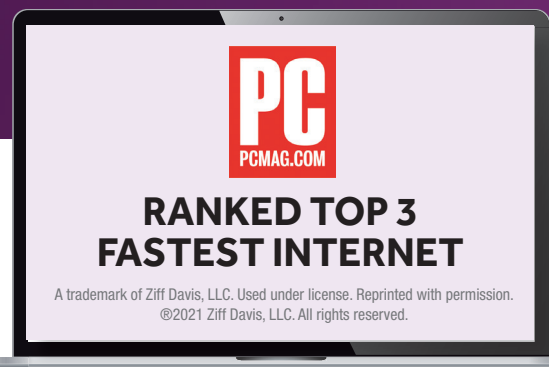 PC
PCMAG.COM
RANKED TOP 3
FASTEST INTERNET
A trademark of Ziff Davis, LLC. Used under license. Reprinted with permission.
®2021 Ziff Davis, LLC. All rights reserved.